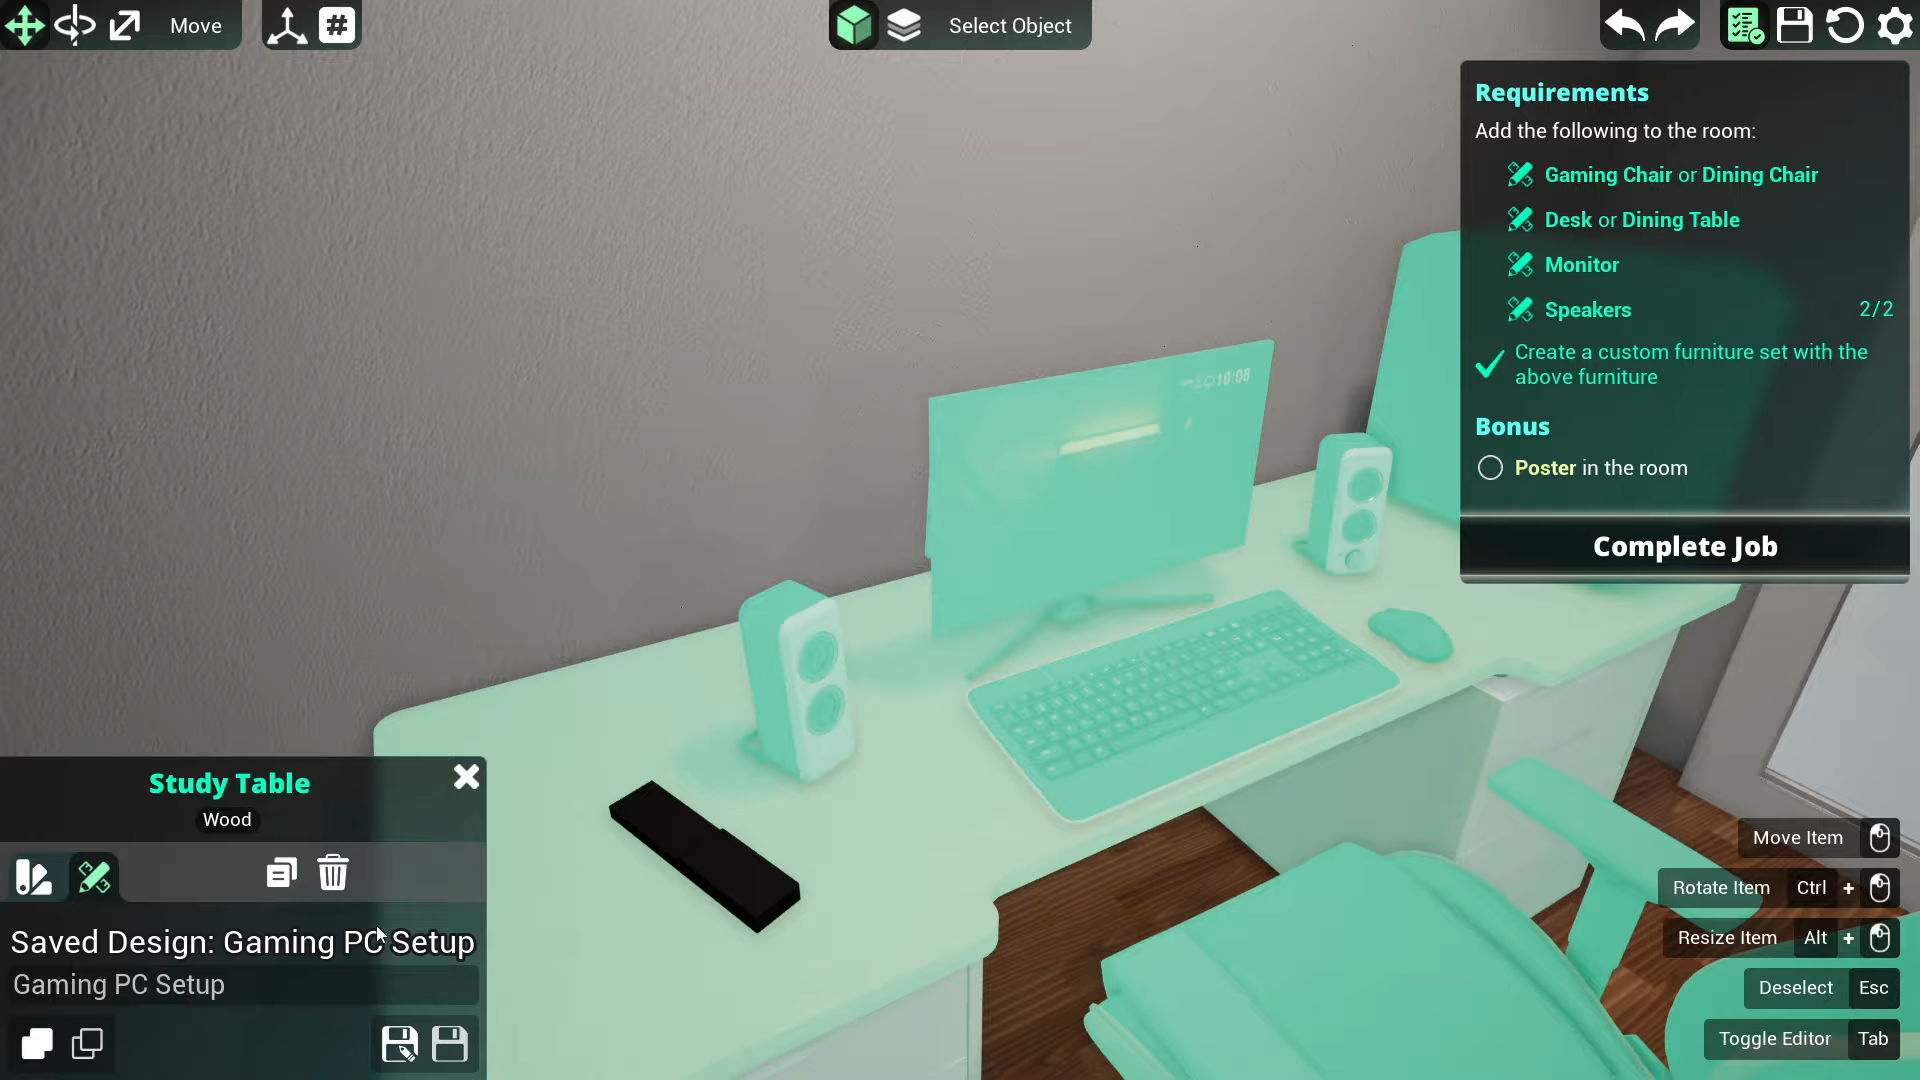 Move
#
Select Object
Requirements
Add the following to the room:
Gaming Chair or Dining Chair
Desk or Dining Table
Monitor
Speakers 2/2
Create a custom furniture set with the
above furniture
Bonus
Poster in the room
Complete Job
10:08
Study Table
Wood
Saved Design: Gaming PC Setup
Gaming PC Setup
Move Item
Rotate Item Ctrl +
Resize Item Alt +
Deselect Esc
Toggle Editor Tab